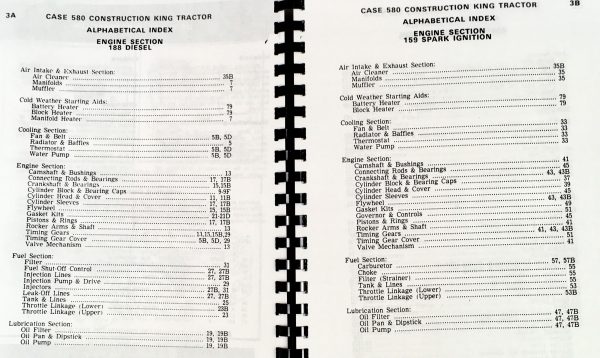 3A
CASE 580 CONSTRUCTION KING TRACTOR
ALPHABETICAL INDEX
ENGINE SECTION
188 DIESEL
Air Intake & Exhaust Section:
Air Cleaner 35B
Manifolds 7
Muffler 7
Cold Weather Starting Aids:
Battery Heater 79
Block Heater 79
Manifold Heater 7
Cooling Section:
Fan & Belt 5B, 5D
Radiator & Baffles 5
Thermostat 5B, 5D
Water Pump 5B, 5D
Engine Section:
Camshaft & Bushings 13
Connecting Rods & Bearings 17, 17B
Crankshaft & Bearings 15,15B
Cylinder Block & Bearing Caps 9-9F
Cylinder Head & Cover 11, 11B
Cylinder Sleeves 17, 17B
Flywheel 15, 15B
Gasket Kits 21-21D
Pistons & Rings 17, 17B
Rocker Arms & Shaft 13
Timing Gears 13,15,15B,29
Timing Gear Cover 5B, 5D, 29
Valve Mechanism 13
Fuel Section:
Filter 31
Fuel Shut-Off Control 27, 27B
Injection Lines 27, 27B
Injection Pump & Drive 29
Injectors 27B, 31
Leak-Off Lines 27, 27B
Tank & Lines 25
Throttle Linkage (Lower) 23B
Throttle Linkage (Upper) 23
Lubrication Section:
Oil Filter 19, 19B
Oil Pan & Dipstick 19, 19B
Oil Pump 19, 19B
3B
CASE 580 CONSTRUCTION KING TRACTOR
ALPHABETICAL INDEX
ENGINE SECTION
159 SPARK IGNITION
Air Intake & Exhaust Section: 35B
Air Cleaner 35
Manifolds 35
Muffler
Cold Weather Starting Aids: 79
Battery Heater 79
Block Heater
Cooling Section: 33
Fan & Belt 33
Radiator & Baffles 33
Thermostat 33
Water Pump
Engine Section: 41
Camshaft & Bushings 45
Connecting Rods & Bearings 43, 43B
Crankshaft & Bearings 37
Cylinder Block & Bearing Caps 39
Cylinder Head & Cover 45
Cylinder Sleeves 43, 43B
Flywheel 49
Gasket Kits 51
Governor & Controls 45
Pistons & Rings 41
Rocker Arms & Shaft 41, 43, 43B
Timing Gears 41
Timing Gear Cover 41
Valve Mechanism
Fuel Section: 57, 57B
Carburetor 55
Choke 55
Filter (Strainer) 55
Tank & Lines 53
Throttle Linkage (Lower) 53B
Throttle Linkage (Upper)
Lubrication Section: 47, 47B
Oil Filter 47, 47B
Oil Pan & Dipstick 47, 47B
Oil Pump